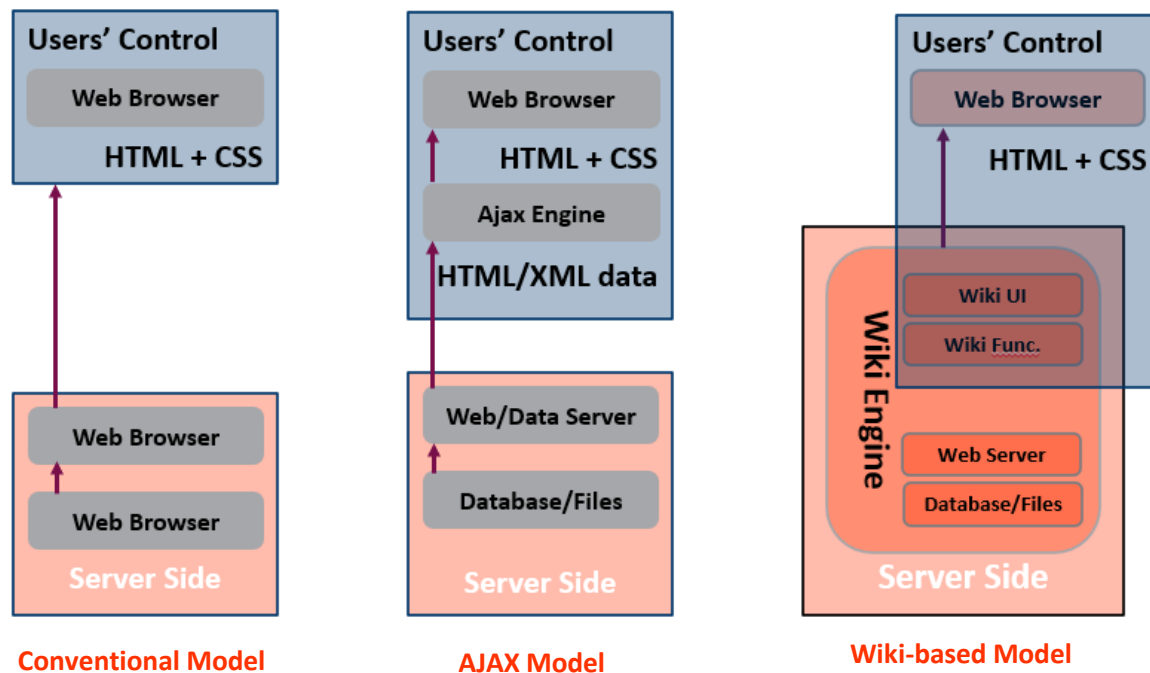 Users' Control
Web Browser
HTML + CSS
Web Browser
Web Browser
Server Side
Conventional Model
Users' Control
Web Browser
HTML + CSS
Ajax Engine
HTML/XML data
Web/Data Server
Database/Files
Server Side
AJAX Model
Users' Control
Web Browser
HTML + CSS
Wiki Engine
Wiki UI
Wiki Func.
Web Server
Database/Files
Server Side
Wiki-based Model